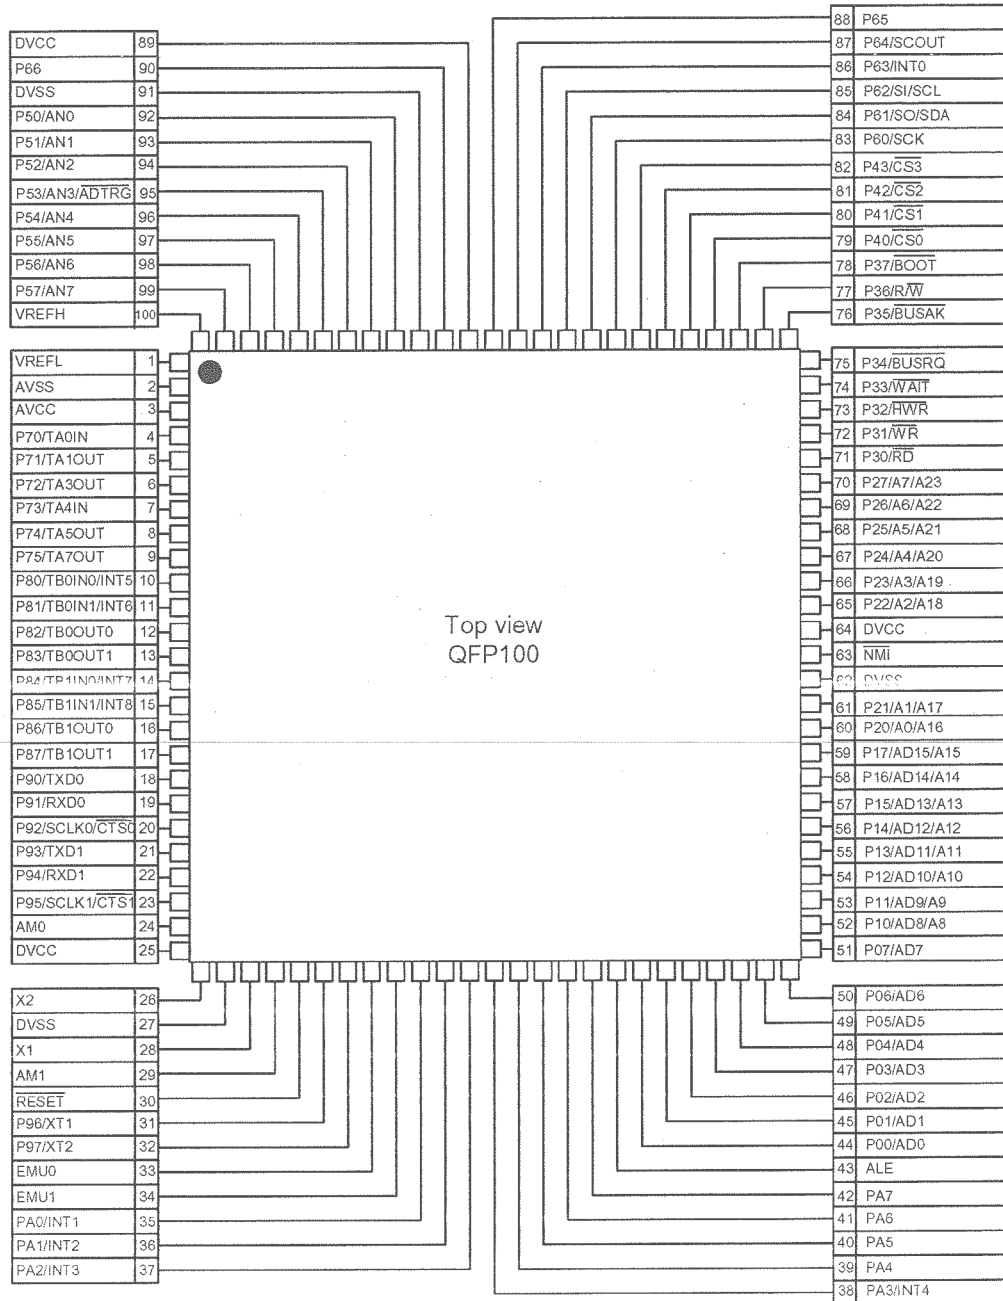 DVCC 89
P66 90
DVSS 91
P50/AN0 92
P51/AN1 93
P52/AN2 94
P53/AN3/ADTRG 95
P54/AN4 96
P55/AN5 97
P56/AN6 98
P57/AN7 99
VREFH 100
88 P65
87 P64/SCOUT
86 P63/INT0
85 P62/SI/SCL
84 P61/SO/SDA
83 P60/SCK
82 P43/CS3
81 P42/CS2
80 P41/CS1
79 P40/CS0
78 P37/BOOT
77 P36/R/W
76 P35/BUSAK
VREFL 1
AVSS 2
AVCC 3
P70/TA0IN 4
P71/TA1OUT 5
P72/TA3OUT 6
P73/TA4IN 7
P74/TA5OUT 8
P75/TA7OUT 9
P80/TB0IN0/INT5 10
P81/TB0IN1/INT6 11
P82/TB0OUT0 12
P83/TB0OUT1 13
P84/TB1IN0/INT7 14
P85/TB1IN1/INT8 15
P86/TB1OUT0 16
P87/TB1OUT1 17
P90/TXD0 18
P91/RXD0 19
P92/SCLK0/CTS0 20
P93/TXD1 21
P94/RXD1 22
P95/SCLK1/CTS1 23
AM0 24
DVCC 25
Top view
QFP100
75 P34/BUSRQ
74 P33/WAIT
73 P32/HWR
72 P31/WR
71 P30/RD
70 P27/A7/A23
69 P26/A6/A22
68 P25/A5/A21
67 P24/A4/A20
66 P23/A3/A19
65 P22/A2/A18
64 DVCC
63 NMI
62 DVSS
61 P21/A1/A17
60 P20/A0/A16
59 P17/AD15/A15
58 P16/AD14/A14
57 P15/AD13/A13
56 P14/AD12/A12
55 P13/AD11/A11
54 P12/AD10/A10
53 P11/AD9/A9
52 P10/AD8/A8
51 P07/AD7
X2 26
DVSS 27
X1 28
AM1 29
RESET 30
P96/XT1 31
P97/XT2 32
EMU0 33
EMU1 34
PA0/INT1 35
PA1/INT2 36
PA2/INT3 37
50 P06/AD6
49 P05/AD5
48 P04/AD4
47 P03/AD3
46 P02/AD2
45 P01/AD1
44 P00/AD0
43 ALE
42 PA7
41 PA6
40 PA5
39 PA4
38 PA3/INT4